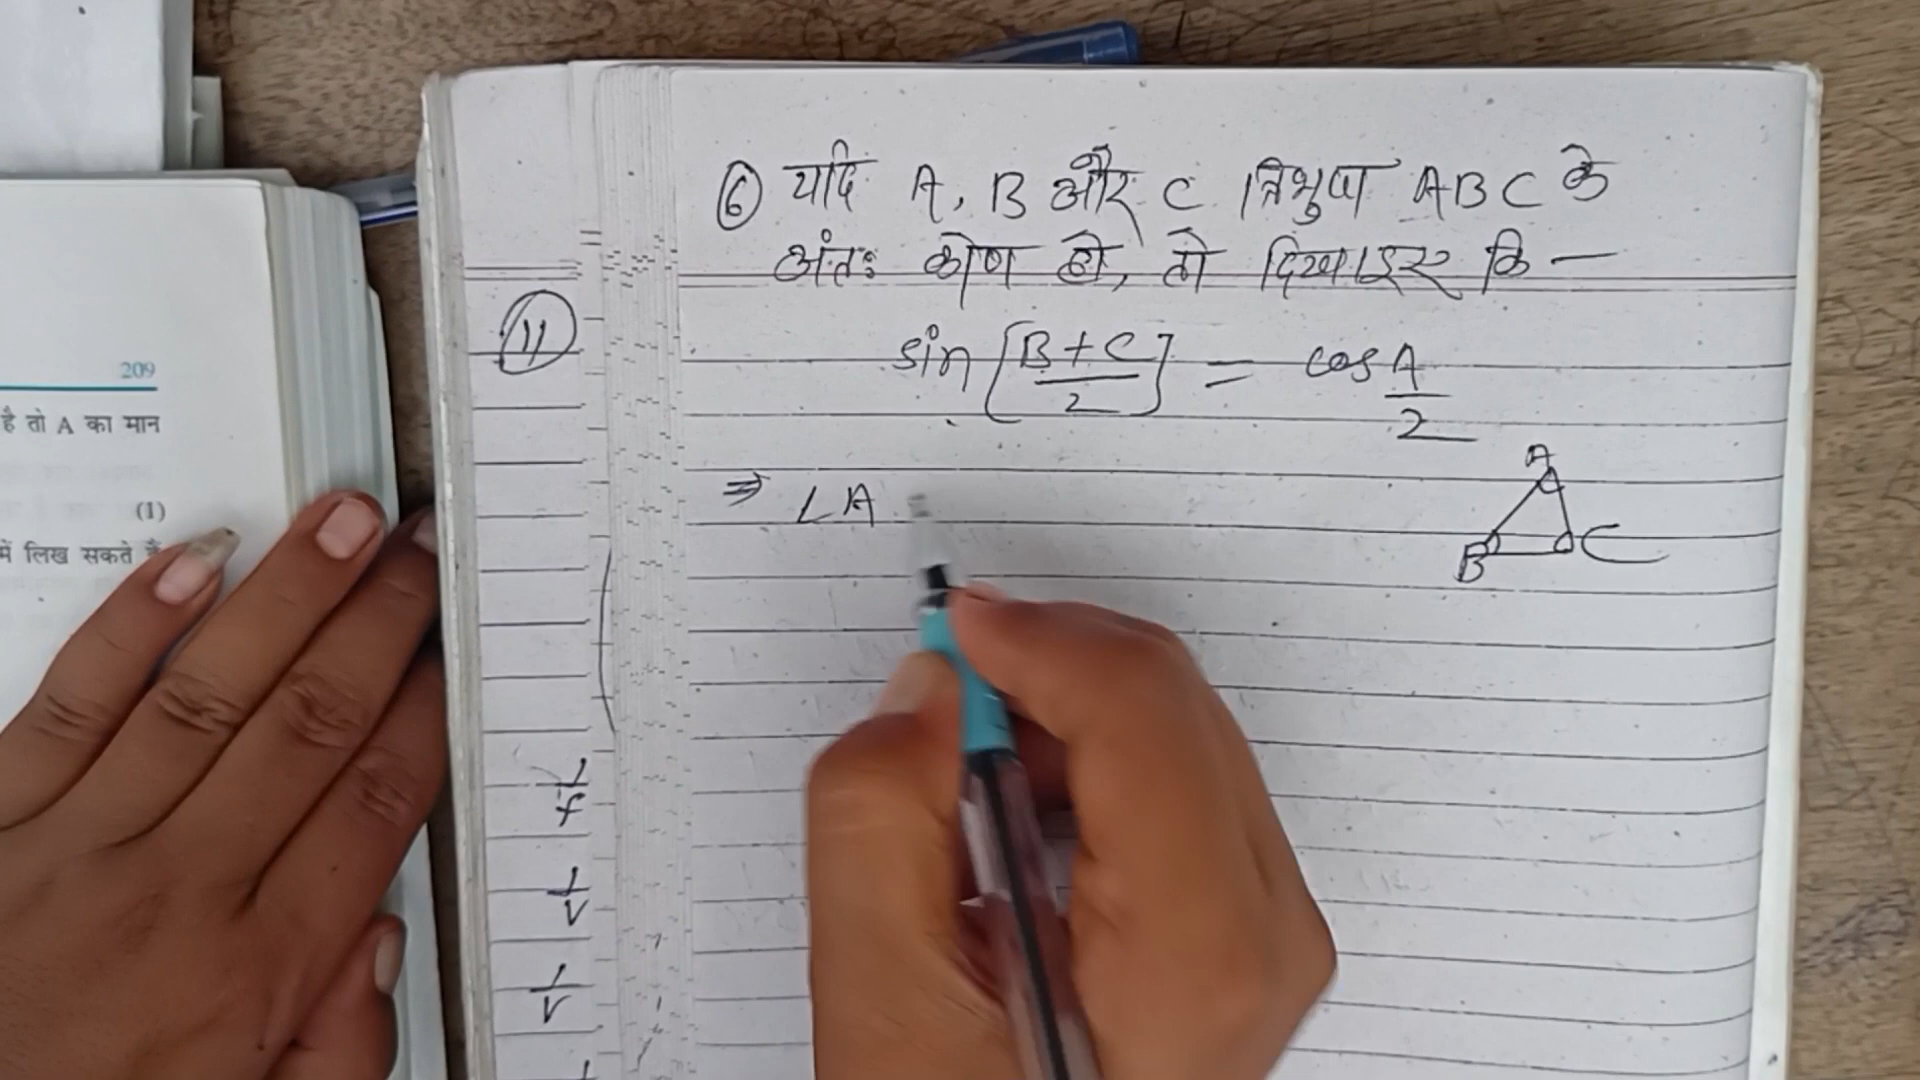 209
है तो A का मान
(1)
में लिख सकते हैं
11
⑥ यदि A, B और C त्रिभुज ABC के
अंतः कोण हो, तो दिखाइए कि —
sin [B+C/2] = cos A/2
⇒ ∠A
A
B C